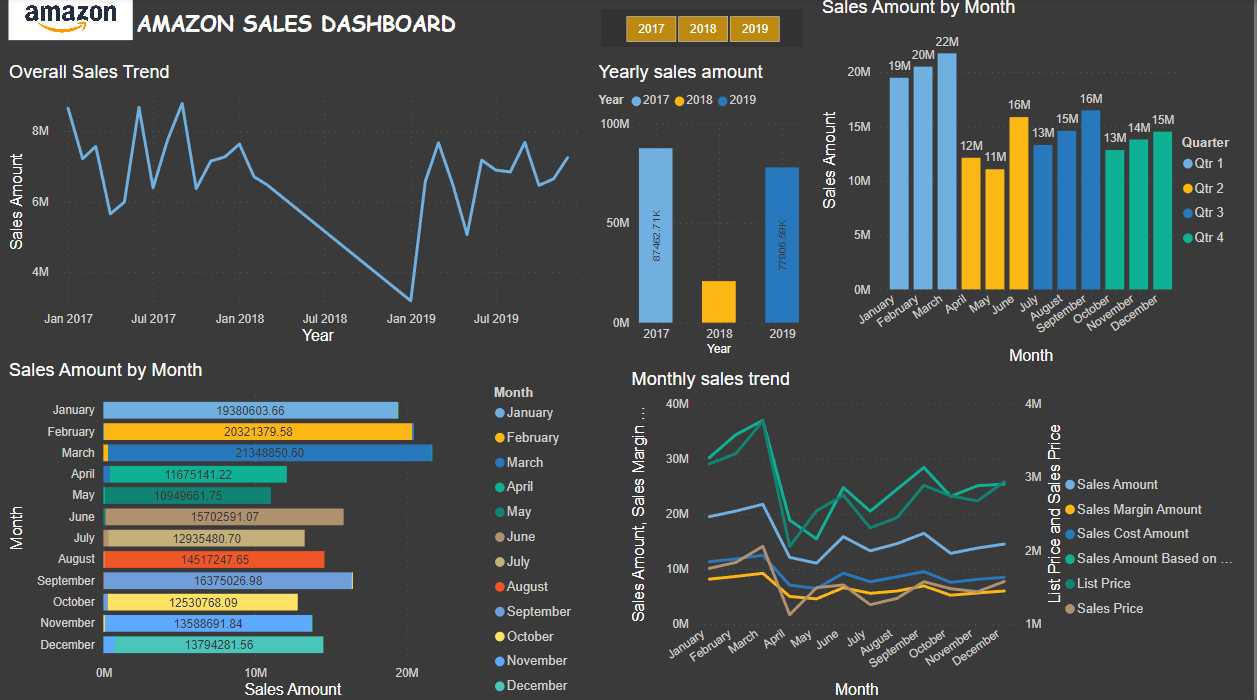 amazon
AMAZON SALES DASHBOARD
2017 2018 2019
Overall Sales Trend
Sales Amount
8M
6M
4M
Jan 2017 Jul 2017 Jan 2018 Jul 2018 Jan 2019 Jul 2019
Year
Yearly sales amount
Year 2017 2018 2019
100M
50M
0M
87462.71K
77906.59K
2017 2018 2019
Year
Sales Amount by Month
Sales Amount
20M
15M
10M
5M
0M
19M 20M 22M 12M 11M 16M 13M 15M 16M 13M 14M 15M
January February March April May June July August September October November December
Month
Quarter
Qtr 1
Qtr 2
Qtr 3
Qtr 4
Sales Amount by Month
Month
January 19380603.66
February 20321379.58
March 21348850.60
April 11675141.22
May 10949661.75
June 15702591.07
July 12935480.70
August 14517247.65
September 16375026.98
October 12530768.09
November 13588691.84
December 13794281.56
0M 10M 20M
Sales Amount
Month
January
February
March
April
May
June
July
August
September
October
November
December
Monthly sales trend
Sales Amount, Sales Margin ...
40M
30M
20M
10M
0M
4M
3M
2M
1M
List Price and Sales Price
January February March April May June July August September October November December
Month
Sales Amount
Sales Margin Amount
Sales Cost Amount
Sales Amount Based on ...
List Price
Sales Price